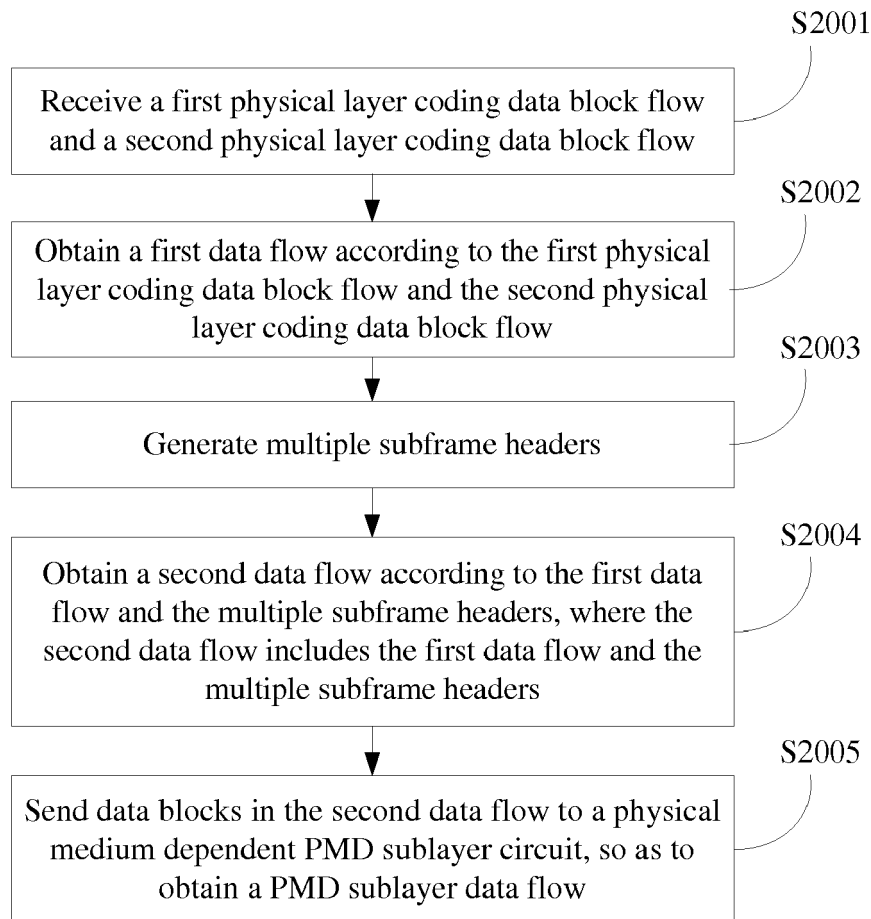 S2001
Receive a first physical layer coding data block flow
and a second physical layer coding data block flow
S2002
Obtain a first data flow according to the first physical
layer coding data block flow and the second physical
layer coding data block flow
S2003
Generate multiple subframe headers
S2004
Obtain a second data flow according to the first data
flow and the multiple subframe headers, where the
second data flow includes the first data flow and the
multiple subframe headers
S2005
Send data blocks in the second data flow to a physical
medium dependent PMD sublayer circuit, so as to
obtain a PMD sublayer data flow